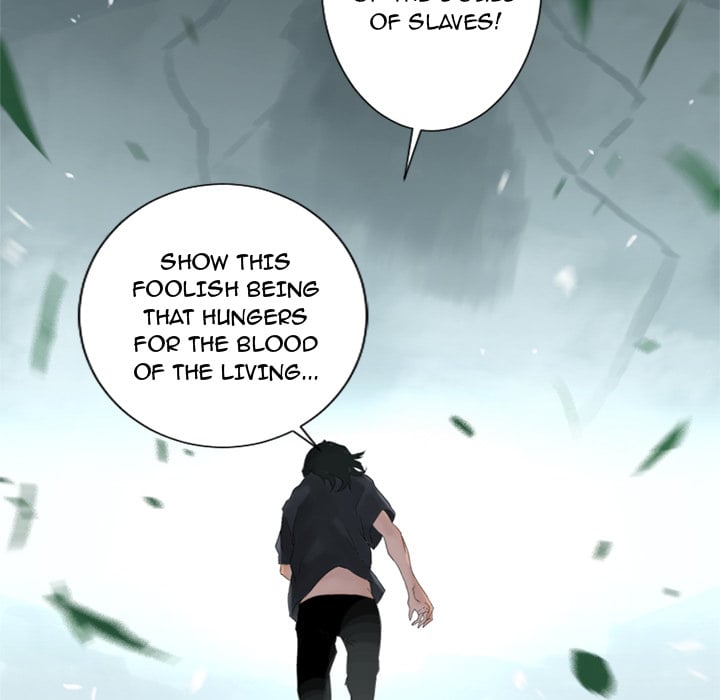 OF SLAVES!
SHOW THIS
FOOLISH BEING
THAT HUNGERS
FOR THE BLOOD
OF THE LIVING...